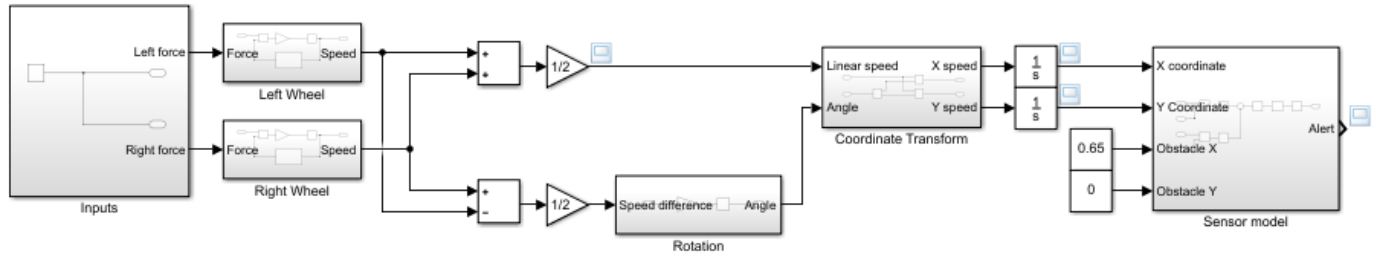 Left force
Right force
Inputs
Force Speed
Left Wheel
Force Speed
Right Wheel
+
+
1/2
+
−
1/2
Speed difference Angle
Rotation
Linear speed X speed
Angle Y speed
Coordinate Transform
1
s
1
s
0.65
0
X coordinate
Y Coordinate
Obstacle X
Obstacle Y
Alert
Sensor model